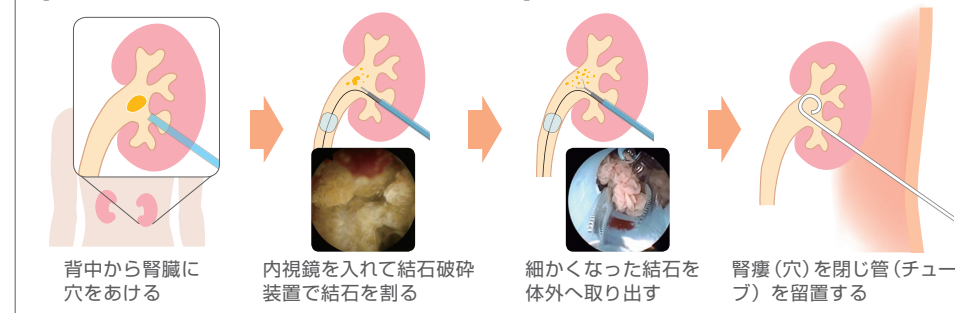 背中から腎臓に
穴をあける
内視鏡を入れて結石破砕
装置で結石を割る
細かくなった結石を
体外へ取り出す
腎瘻(穴)を閉じ管(チュー
ブ)を留置する